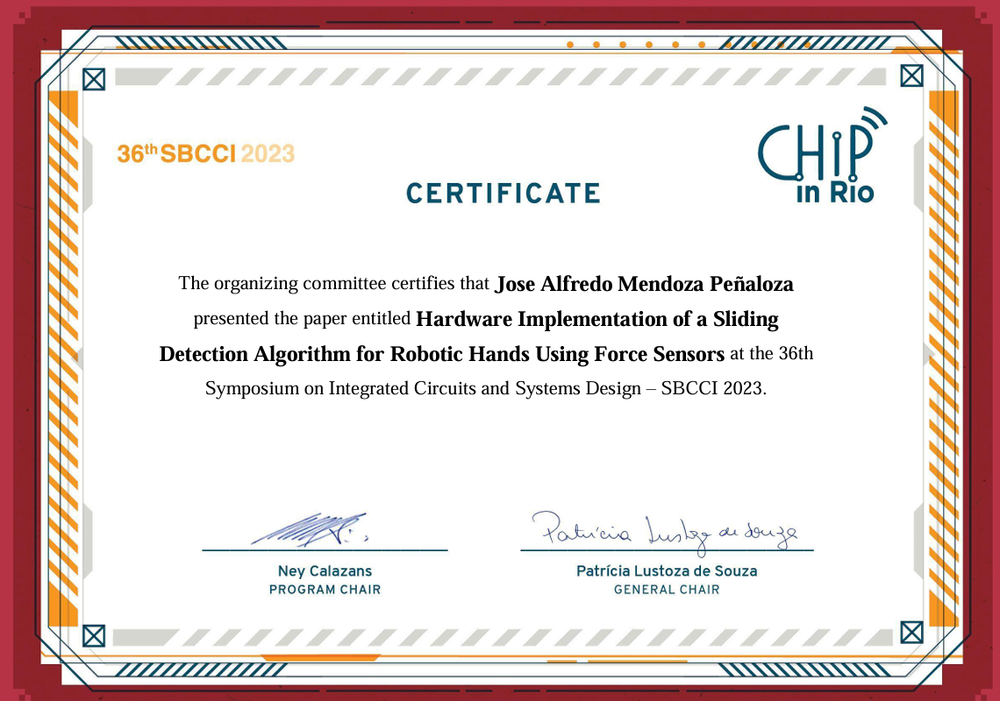 36th SBCCI 2023
CHIP
in Rio
CERTIFICATE
The organizing committee certifies that Jose Alfredo Mendoza Peñaloza
presented the paper entitled Hardware Implementation of a Sliding
Detection Algorithm for Robotic Hands Using Force Sensors at the 36th
Symposium on Integrated Circuits and Systems Design – SBCCI 2023.
Patrícia Lustoza de Souza
Ney Calazans
PROGRAM CHAIR
Patrícia Lustoza de Souza
GENERAL CHAIR